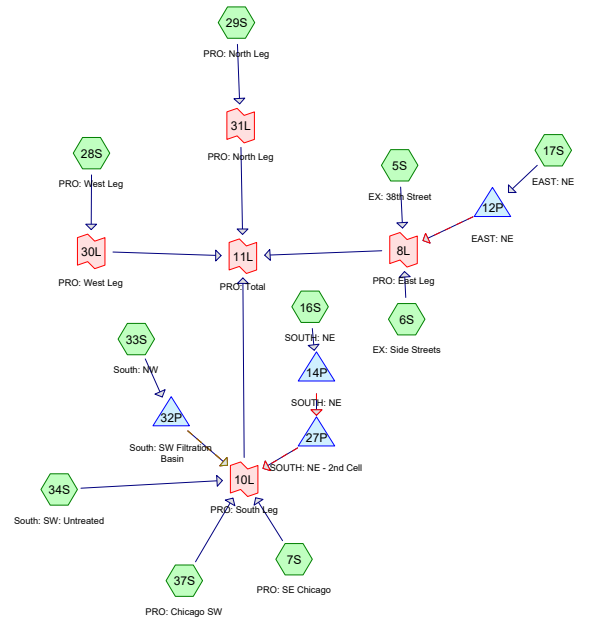 29S
PRO: North Leg
31L
PRO: North Leg
28S
PRO: West Leg
5S
EX: 38th Street
17S
EAST: NE
12P
EAST: NE
30L
PRO: West Leg
11L
PRO: Total
8L
PRO: East Leg
16S
SOUTH: NE
6S
EX: Side Streets
33S
South: NW
14P
SOUTH: NE
32P
South: SW Filtration
Basin
27P
SOUTH: NE - 2nd Cell
10L
PRO: South Leg
34S
South: SW: Untreated
37S
PRO: Chicago SW
7S
PRO: SE Chicago